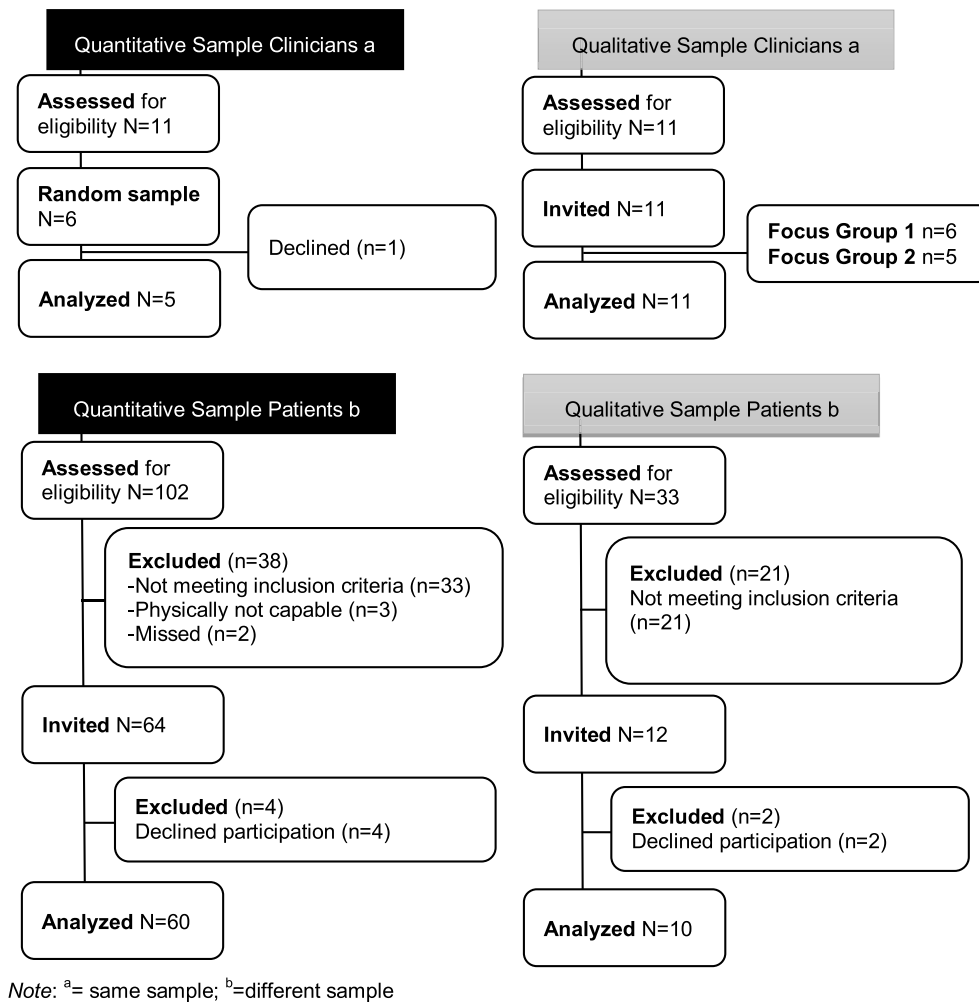 Quantitative Sample Clinicians a
Assessed for
eligibility N=11
Random sample
N=6
Declined (n=1)
Analyzed N=5
Qualitative Sample Clinicians a
Assessed for
eligibility N=11
Invited N=11
Focus Group 1 n=6
Focus Group 2 n=5
Analyzed N=11
Quantitative Sample Patients b
Assessed for
eligibility N=102
Excluded (n=38)
-Not meeting inclusion criteria (n=33)
-Physically not capable (n=3)
-Missed (n=2)
Invited N=64
Excluded (n=4)
Declined participation (n=4)
Analyzed N=60
Qualitative Sample Patients b
Assessed for
eligibility N=33
Excluded (n=21)
Not meeting inclusion criteria
(n=21)
Invited N=12
Excluded (n=2)
Declined participation (n=2)
Analyzed N=10
Note: a= same sample; b=different sample